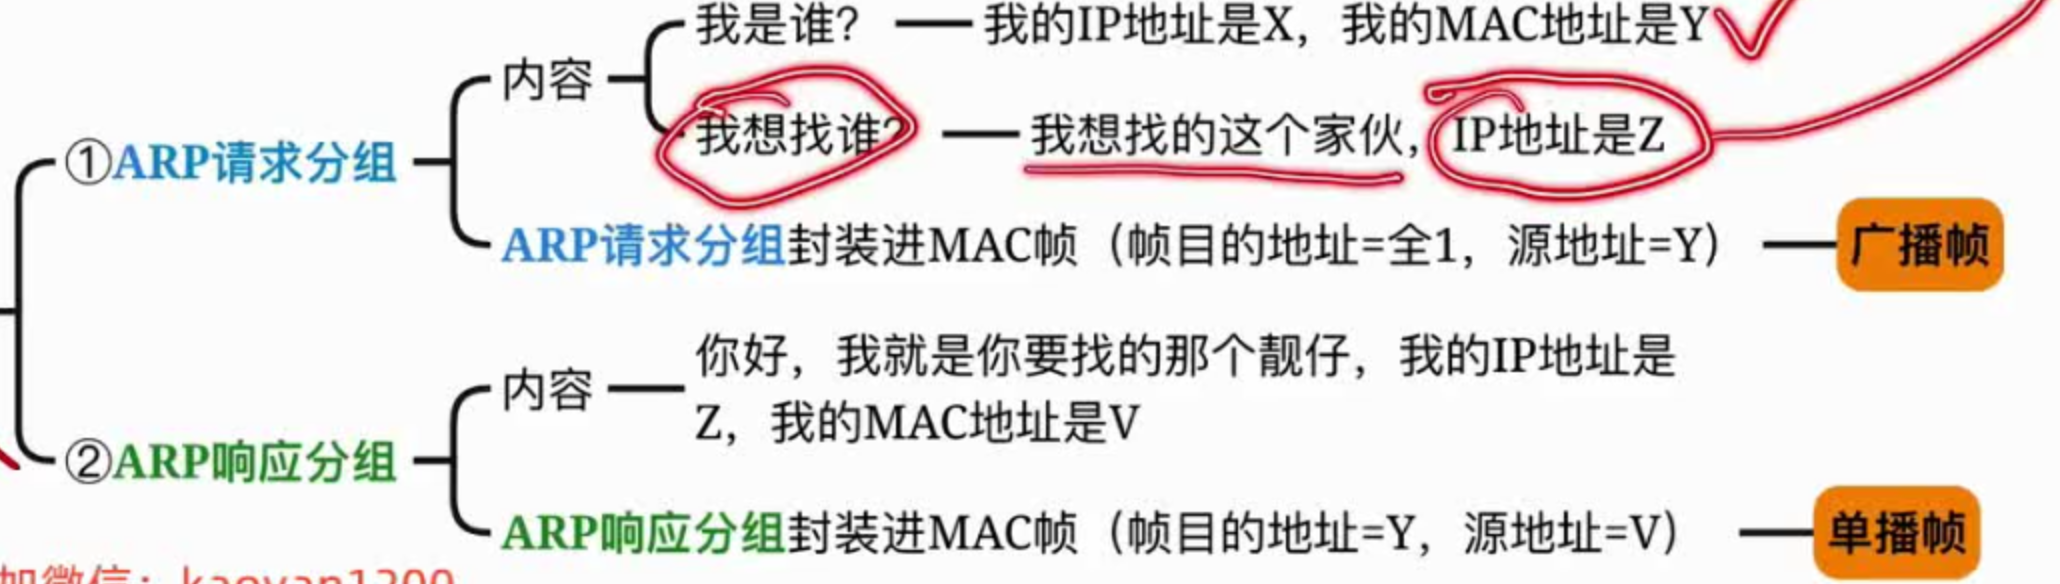 我是谁? 我的IP地址是X，我的MAC地址是Y
内容
我想找谁? 我想找的这个家伙，IP地址是Z
①ARP请求分组
ARP请求分组封装进MAC帧（帧目的地址=全1，源地址=Y） 广播帧
你好，我就是你要找的那个靓仔，我的IP地址是
内容
Z，我的MAC地址是V
②ARP响应分组
ARP响应分组封装进MAC帧（帧目的地址=Y，源地址=V） 单播帧
加微信：kaoyan1200